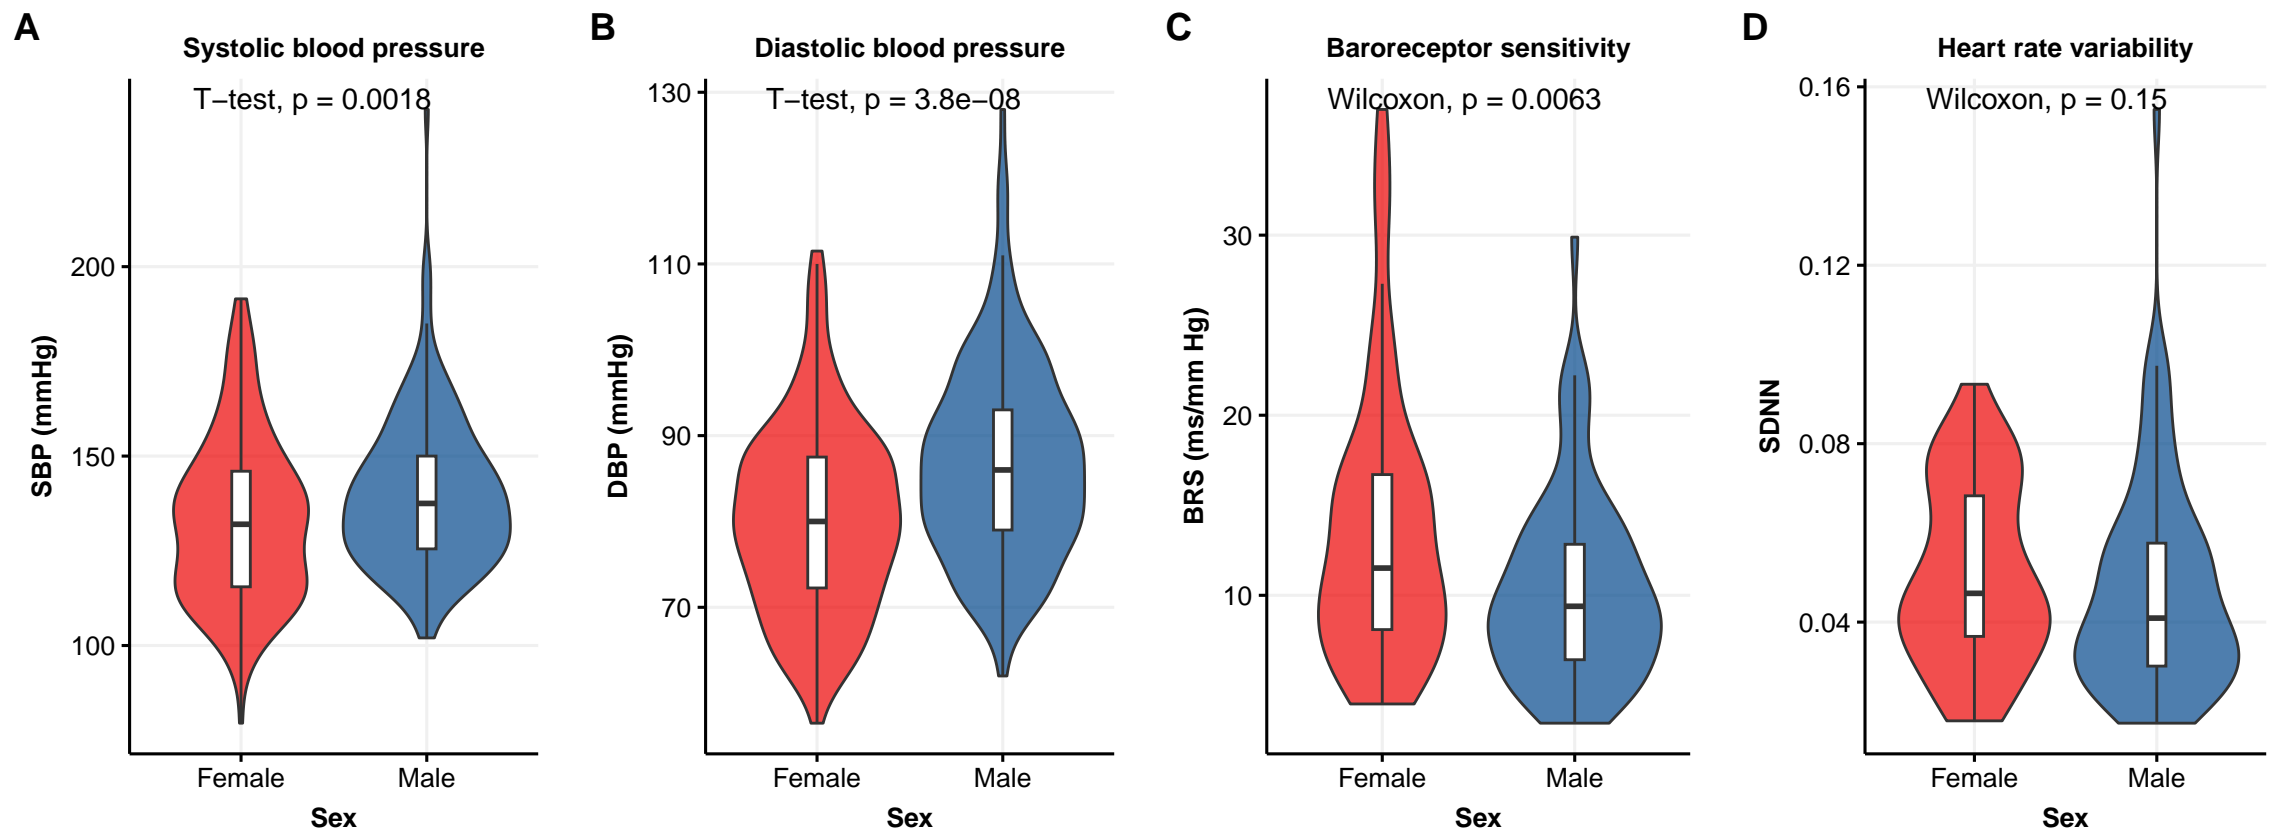 A
Systolic blood pressure
T−test, p = 0.0018
200
150
100
SBP (mmHg)
Female
Male
Sex
B
Diastolic blood pressure
T−test, p = 3.8e−08
130
110
90
70
DBP (mmHg)
Female
Male
Sex
C
Baroreceptor sensitivity
Wilcoxon, p = 0.0063
30
20
10
BRS (ms/mm Hg)
Female
Male
Sex
D
Heart rate variability
Wilcoxon, p = 0.15
0.16
0.12
0.08
0.04
SDNN
Female
Male
Sex